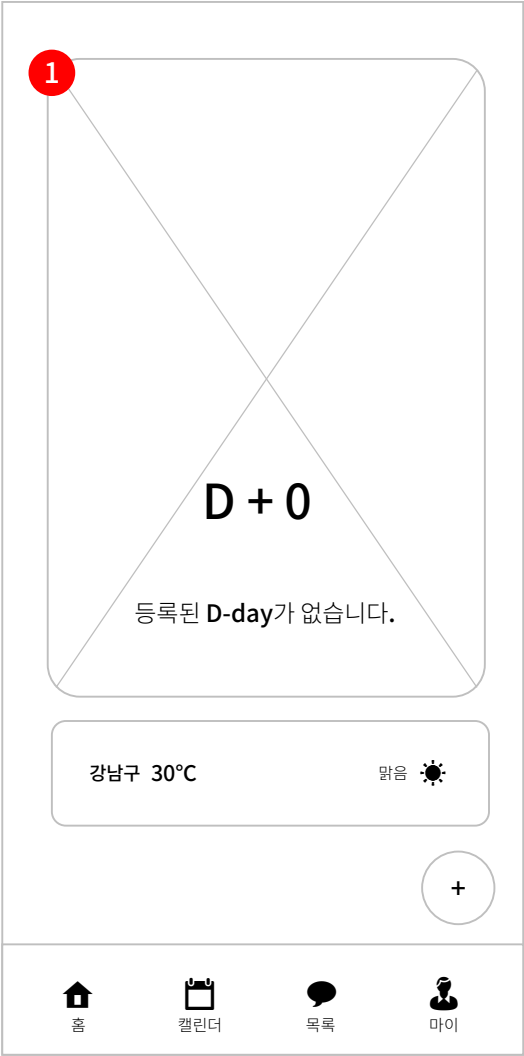 1
D + 0
등록된 D-day가 없습니다.
강남구 30℃ 맑음
+
홈 캘린더 목록 마이